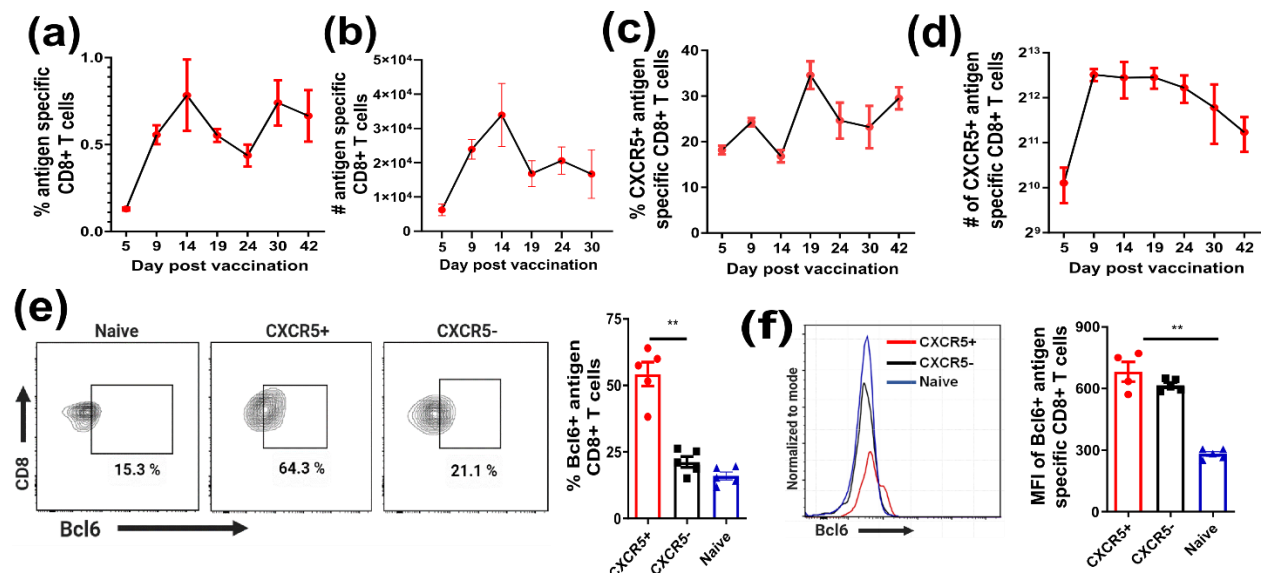 (a)
% antigen specific
CD8+ T cells
1.0
0.5
0.0
5 9 14 19 24 30 42
Day post vaccination
(b)
# antigen specific
CD8+ T cells
5×10⁴
4×10⁴
3×10⁴
2×10⁴
1×10⁴
0
5 9 14 19 24 30
Day post vaccination
(c)
% CXCR5+ antigen
specific CD8+ T cells
40
30
20
10
0
5 9 14 19 24 30 42
Day post vaccination
(d)
# of CXCR5+ antigen
specific CD8+ T cells
2¹³
2¹²
2¹¹
2¹⁰
2⁹
5 9 14 19 24 30 42
Day post vaccination
(e)
Naive
CXCR5+
CXCR5-
15.3 %
64.3 %
21.1 %
CD8
Bcl6
% Bcl6+ antigen
CD8+ T cells
75
50
25
0
**
CXCR5+
CXCR5-
Naive
(f)
Normalized to mode
CXCR5+
CXCR5-
Naive
Bcl6
MFI of Bcl6+ antigen
specific CD8+ T cells
900
600
300
0
**
CXCR5+
CXCR5-
Naive